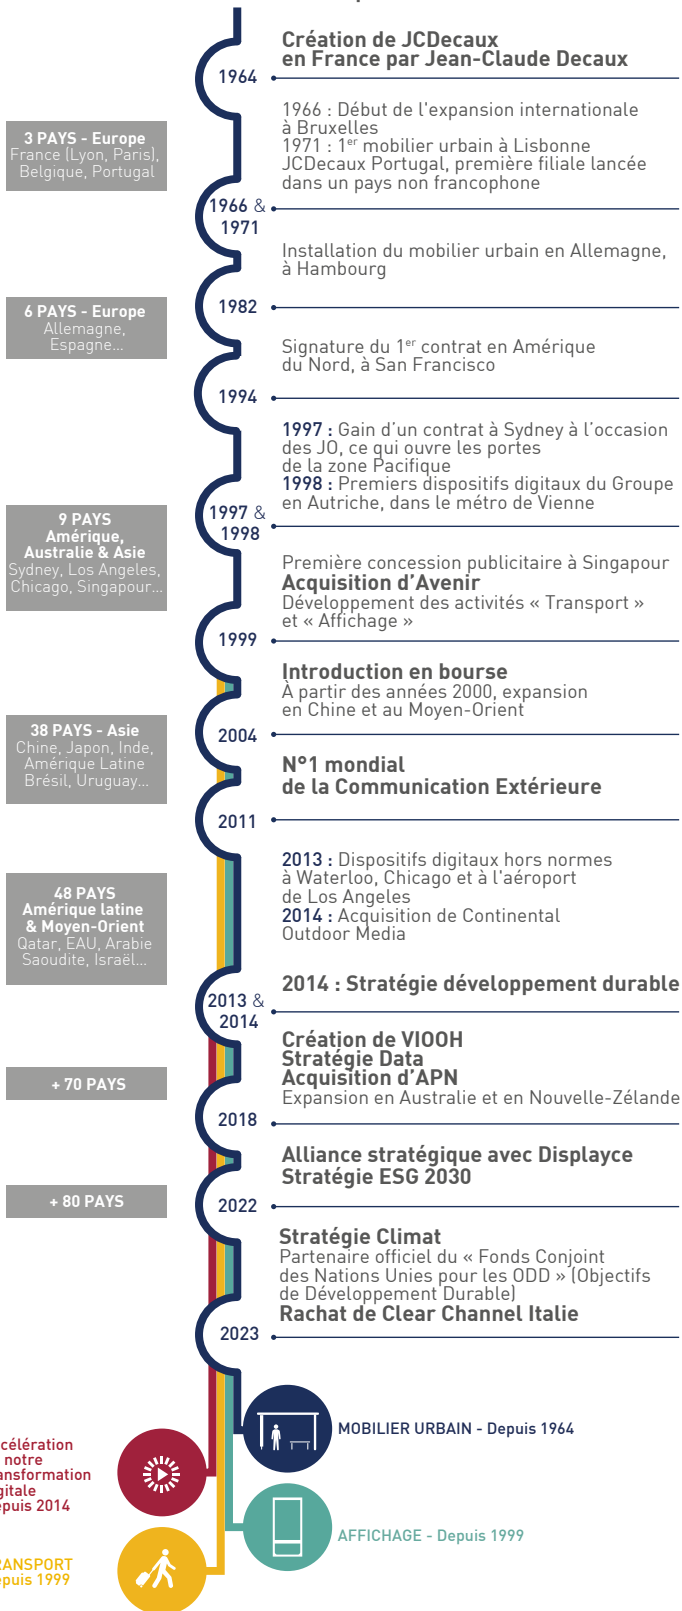 Création de JCDecaux
en France par Jean-Claude Decaux
1964
1966 : Début de l'expansion internationale
à Bruxelles
1971 : 1er mobilier urbain à Lisbonne
JCDecaux Portugal, première filiale lancée
dans un pays non francophone
3 PAYS - Europe
France (Lyon, Paris),
Belgique, Portugal
1966 &
1971
Installation du mobilier urbain en Allemagne,
à Hambourg
1982
6 PAYS - Europe
Allemagne,
Espagne...
Signature du 1er contrat en Amérique
du Nord, à San Francisco
1994
1997 : Gain d’un contrat à Sydney à l’occasion
des JO, ce qui ouvre les portes
de la zone Pacifique
1998 : Premiers dispositifs digitaux du Groupe
en Autriche, dans le métro de Vienne
1997 &
1998
9 PAYS
Amérique,
Australie & Asie
Sydney, Los Angeles,
Chicago, Singapour...
Première concession publicitaire à Singapour
Acquisition d’Avenir
Développement des activités « Transport »
et « Affichage »
1999
Introduction en bourse
À partir des années 2000, expansion
en Chine et au Moyen-Orient
2004
38 PAYS - Asie
Chine, Japon, Inde,
Amérique Latine
Brésil, Uruguay...
N°1 mondial
de la Communication Extérieure
2011
2013 : Dispositifs digitaux hors normes
à Waterloo, Chicago et à l'aéroport
de Los Angeles
2014 : Acquisition de Continental
Outdoor Media
48 PAYS
Amérique latine
& Moyen-Orient
Qatar, EAU, Arabie
Saoudite, Israël...
2014 : Stratégie développement durable
2013 &
2014
Création de VIOOH
Stratégie Data
Acquisition d’APN
Expansion en Australie et en Nouvelle-Zélande
+ 70 PAYS
2018
Alliance stratégique avec Displayce
Stratégie ESG 2030
+ 80 PAYS
2022
Stratégie Climat
Partenaire officiel du « Fonds Conjoint
des Nations Unies pour les ODD » (Objectifs
de Développement Durable)
Rachat de Clear Channel Italie
2023
MOBILIER URBAIN - Depuis 1964
célération
notre
ansformation
gitale
epuis 2014
AFFICHAGE - Depuis 1999
RANSPORT
epuis 1999